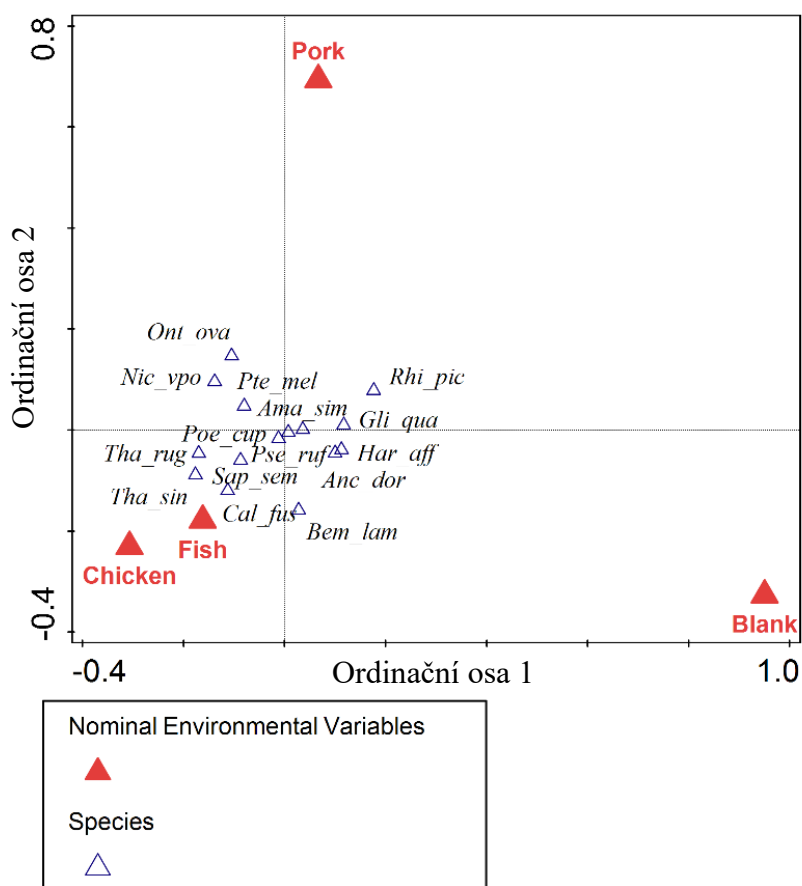 0.8
Pork
Ordinační osa 2
Ont_ova
Nic_vpo
Pte_mel
Rhi_pic
Ama_sim
Gli_qua
Poe_cup
Tha_rug
Pse_ruf
Har_aff
Sap_sem
Anc_dor
Tha_sin
Cal_fus
Bem_lam
Fish
Chicken
-0.4
Blank
-0.4
Ordinační osa 1
1.0
Nominal Environmental Variables
Species